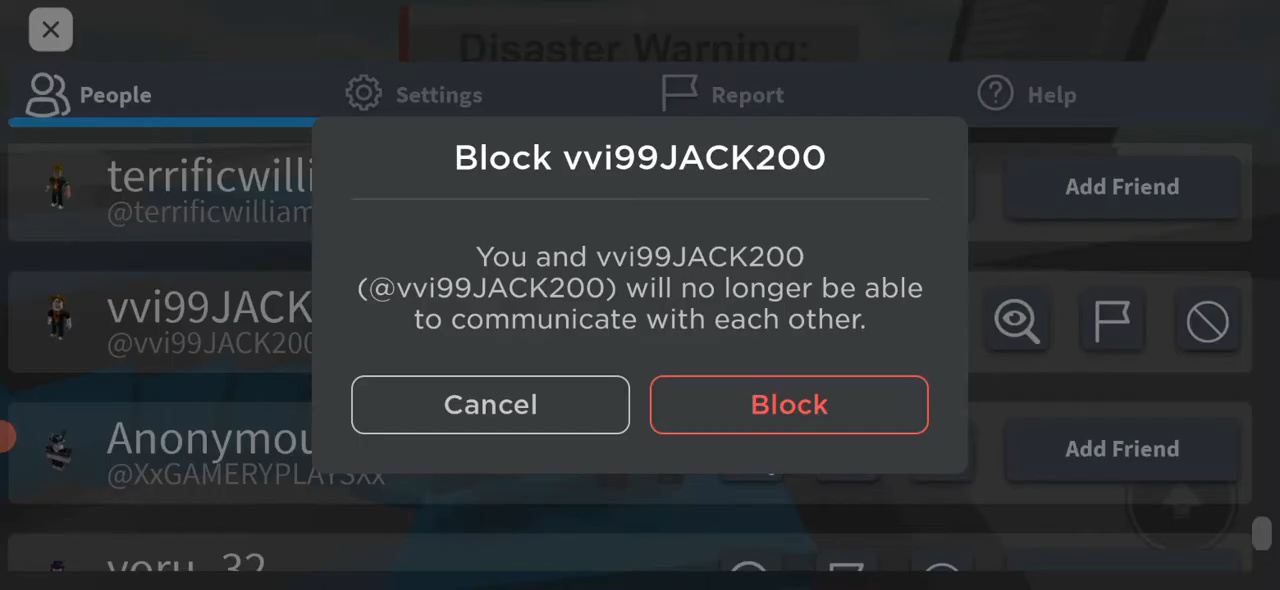 Disaster Warning:
People
Settings
Report
Help
Block vvi99JACK200
terrificwilli
Add Friend
@terrificwilliam
You and vvi99JACK200
(@vvi99JACK200) will no longer be able
to communicate with each other.
vvi99JACK
@vvi99JACK200
Cancel
Block
Anonymou
Add Friend
@XxGAMERYPLAYSXx